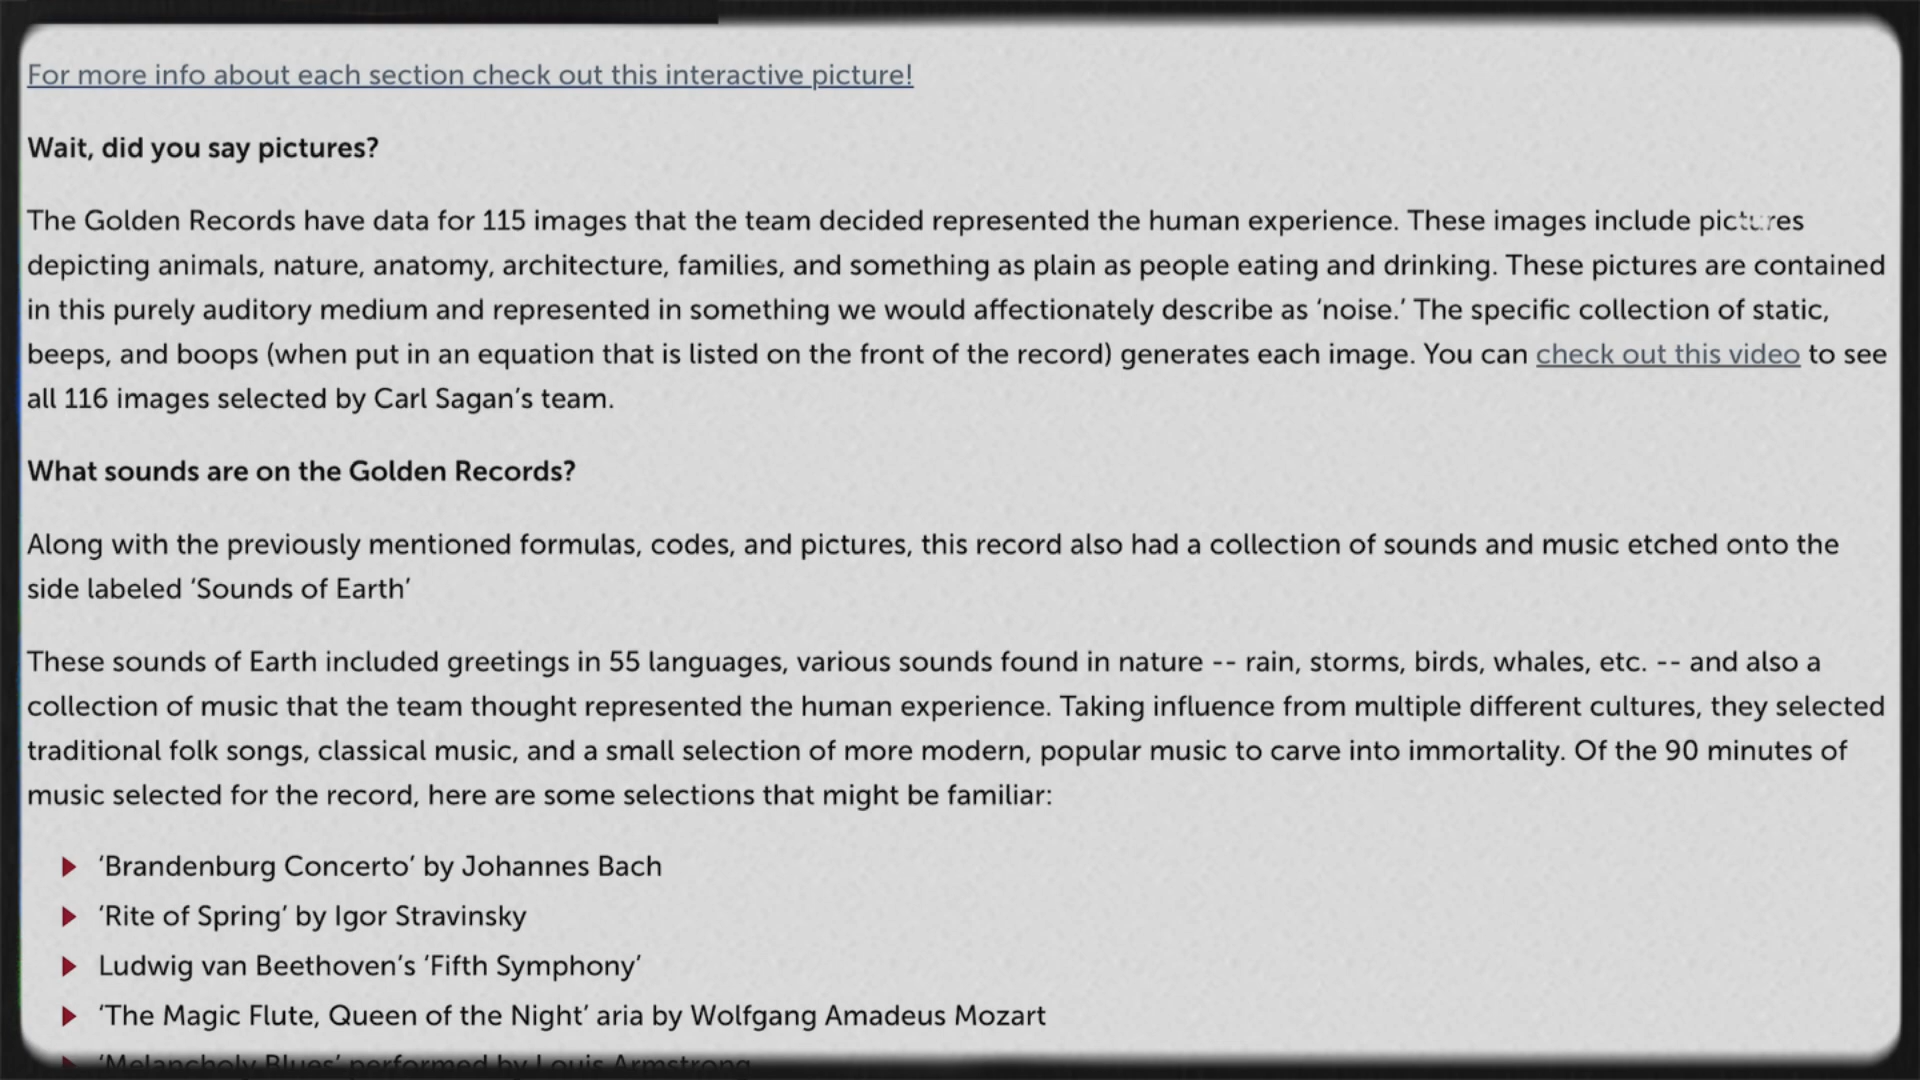 For more info about each section check out this interactive picture!
Wait, did you say pictures?
The Golden Records have data for 115 images that the team decided represented the human experience. These images include pictures
depicting animals, nature, anatomy, architecture, families, and something as plain as people eating and drinking. These pictures are contained
in this purely auditory medium and represented in something we would affectionately describe as ‘noise.’ The specific collection of static,
beeps, and boops (when put in an equation that is listed on the front of the record) generates each image. You can check out this video to see
all 116 images selected by Carl Sagan’s team.
What sounds are on the Golden Records?
Along with the previously mentioned formulas, codes, and pictures, this record also had a collection of sounds and music etched onto the
side labeled ‘Sounds of Earth’
These sounds of Earth included greetings in 55 languages, various sounds found in nature -- rain, storms, birds, whales, etc. -- and also a
collection of music that the team thought represented the human experience. Taking influence from multiple different cultures, they selected
traditional folk songs, classical music, and a small selection of more modern, popular music to carve into immortality. Of the 90 minutes of
music selected for the record, here are some selections that might be familiar:
‘Brandenburg Concerto’ by Johannes Bach
‘Rite of Spring’ by Igor Stravinsky
Ludwig van Beethoven’s ‘Fifth Symphony’
‘The Magic Flute, Queen of the Night’ aria by Wolfgang Amadeus Mozart
‘Melancholy Blues’ performed by Louis Armstrong